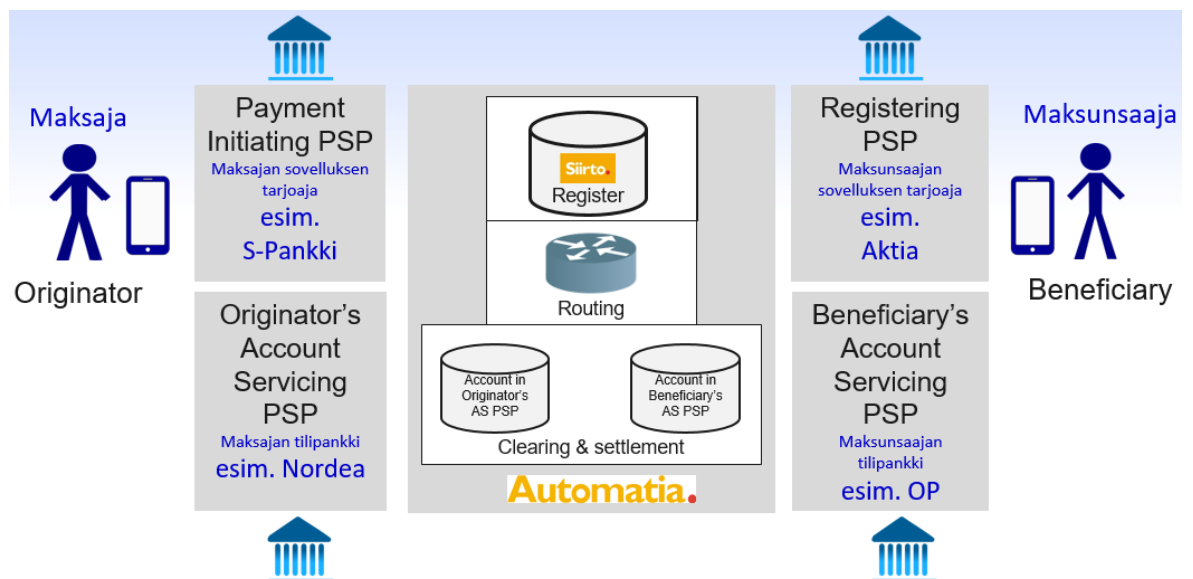 Maksaja
Originator
Payment
Initiating PSP
Maksajan sovelluksen
tarjoaja
esim.
S-Pankki
Originator's
Account
Servicing
PSP
Maksajan tilipankki
esim. Nordea
Siirto.
Register
Routing
Account in
Originator's
AS PSP
Account in
Beneficiary's
AS PSP
Clearing & settlement
Automatia.
Registering
PSP
Maksunsaajan
sovelluksen tarjoaja
esim.
Aktia
Beneficiary's
Account
Servicing
PSP
Maksunsaajan
tilipankki
esim. OP
Maksunsaaja
Beneficiary